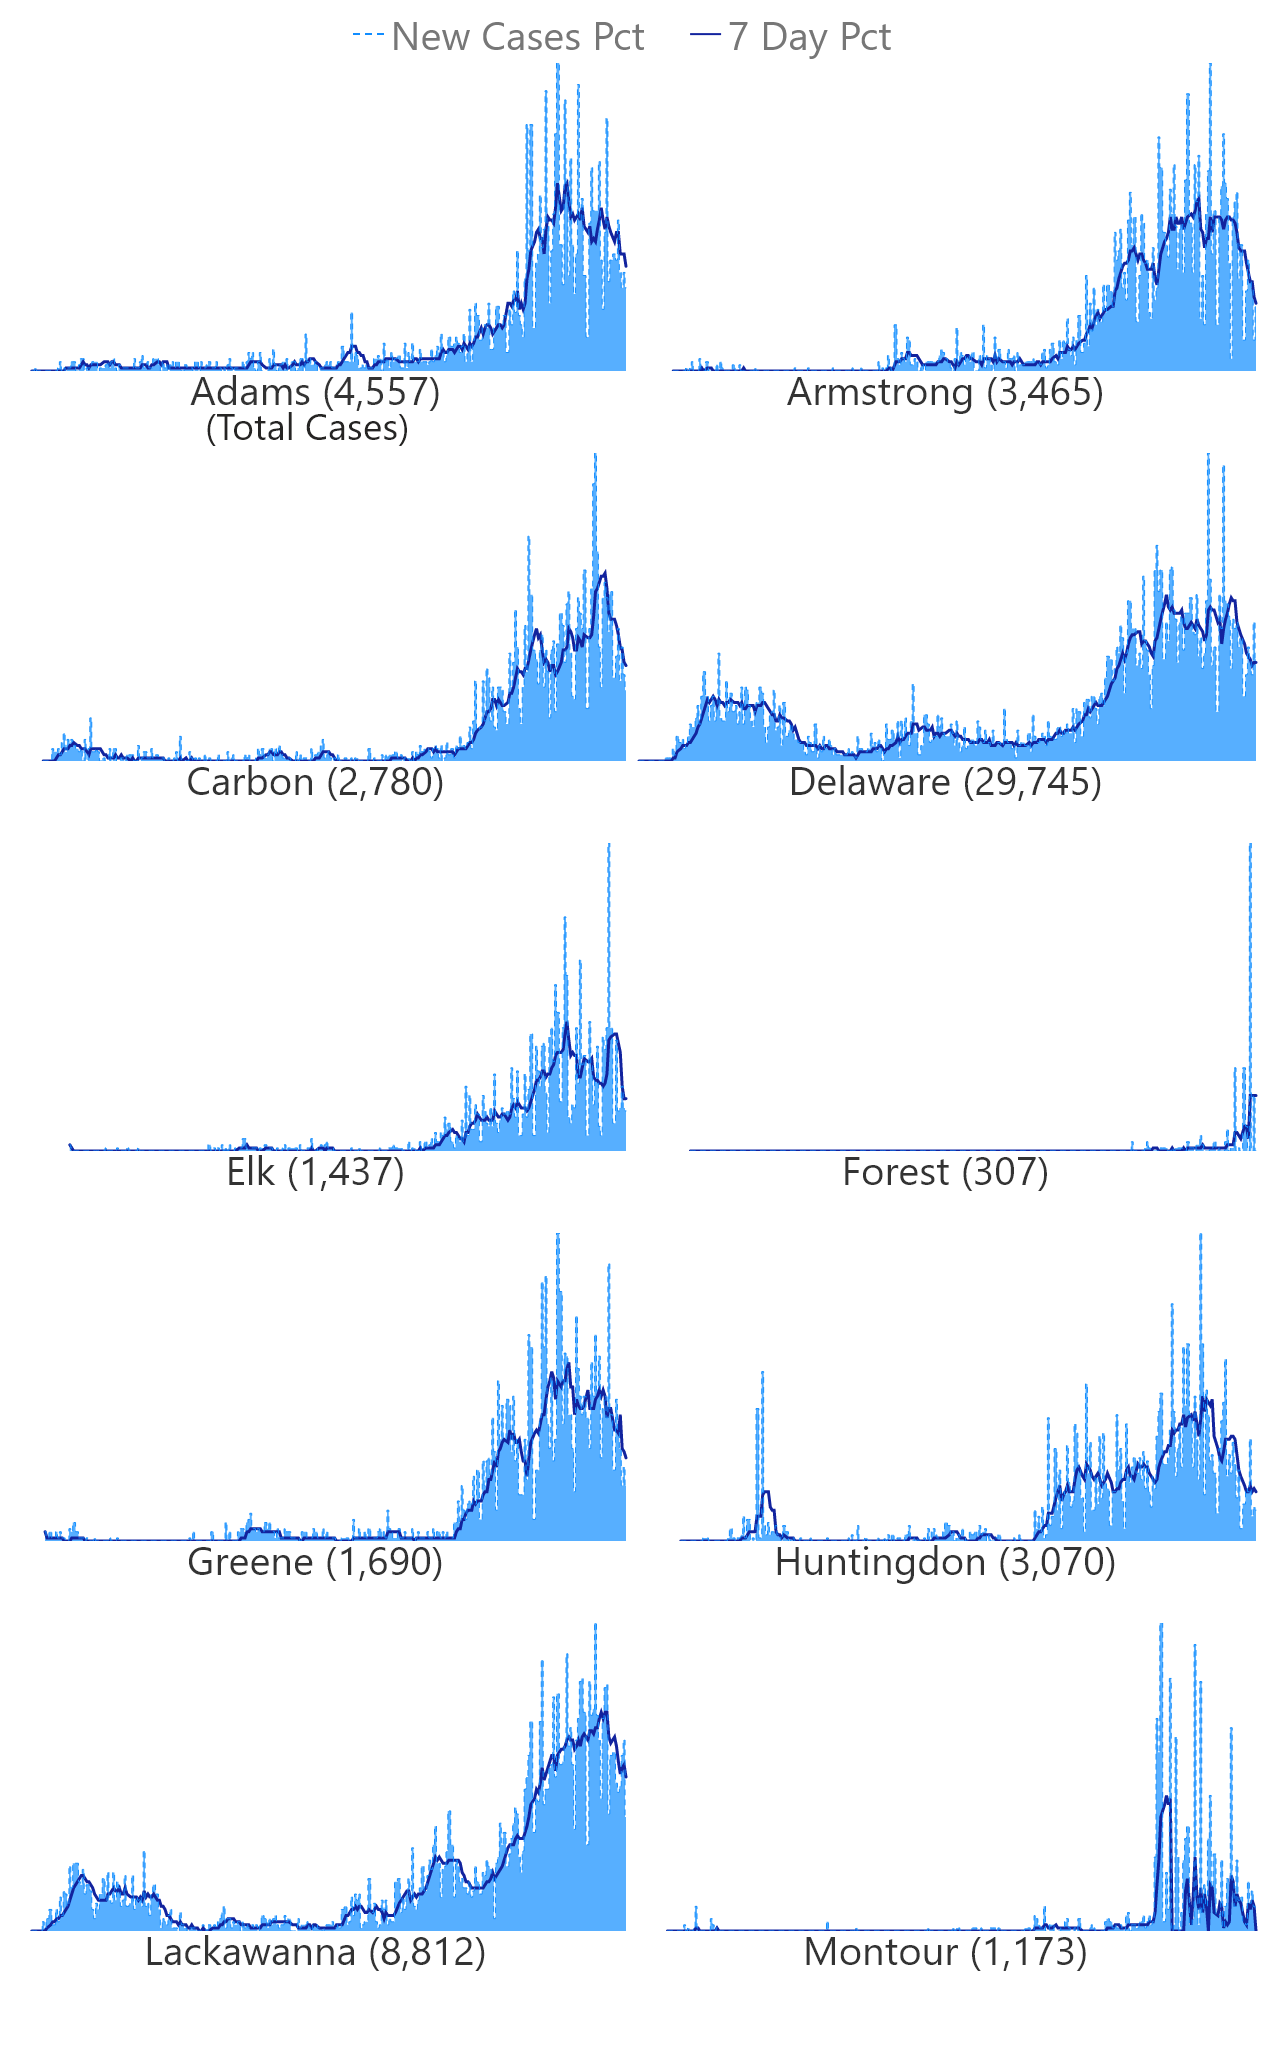 New Cases Pct 7 Day Pct
Adams (4,557) Armstrong (3,465)
(Total Cases)
Carbon (2,780) Delaware (29,745)
Elk (1,437) Forest (307)
Greene (1,690) Huntingdon (3,070)
Lackawanna (8,812) Montour (1,173)